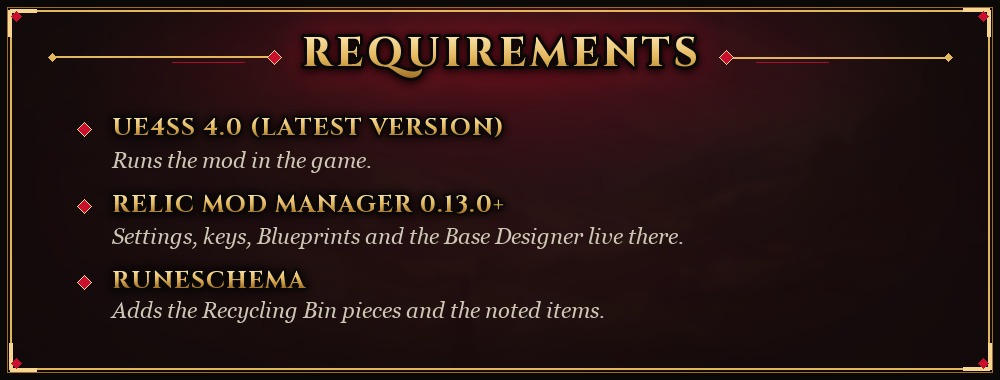 REQUIREMENTS
UE4SS 4.0 (LATEST VERSION)
Runs the mod in the game.
RELIC MOD MANAGER 0.13.0+
Settings, keys, Blueprints and the Base Designer live there.
RUNESCHEMA
Adds the Recycling Bin pieces and the noted items.